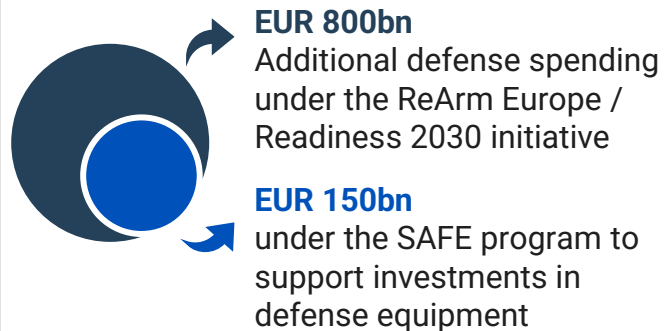 EUR 800bn
Additional defense spending
under the ReArm Europe /
Readiness 2030 initiative
EUR 150bn
under the SAFE program to
support investments in
defense equipment